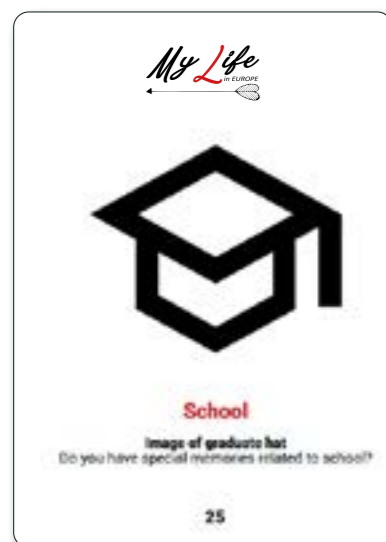 My Life
in EUROPE
School
Image of graduate hat
Do you have special memories related to school?
25